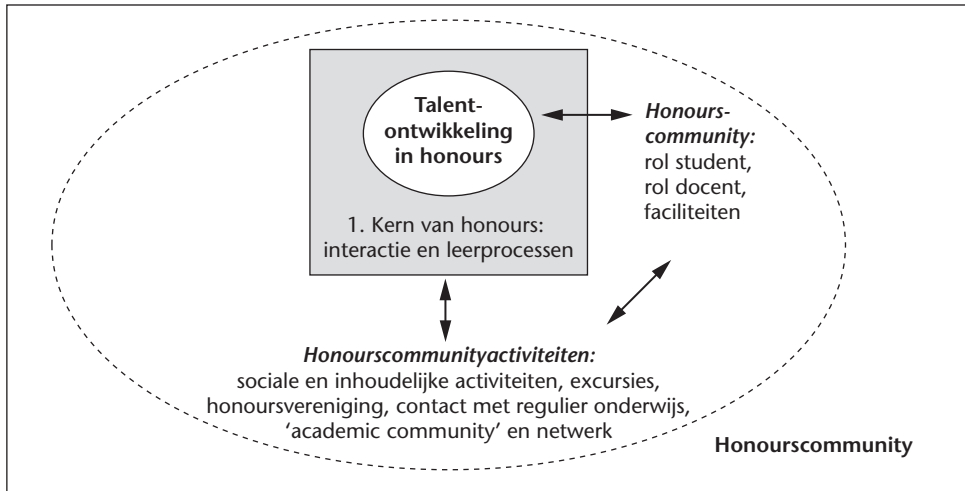 Talent-
ontwikkeling
in honours
1. Kern van honours:
interactie en leerprocessen
Honours-
community:
rol student,
rol docent,
faciliteiten
Honourscommunityactiviteiten:
sociale en inhoudelijke activiteiten, excursies,
honoursvereniging, contact met regulier onderwijs,
‘academic community’ en netwerk
Honourscommunity